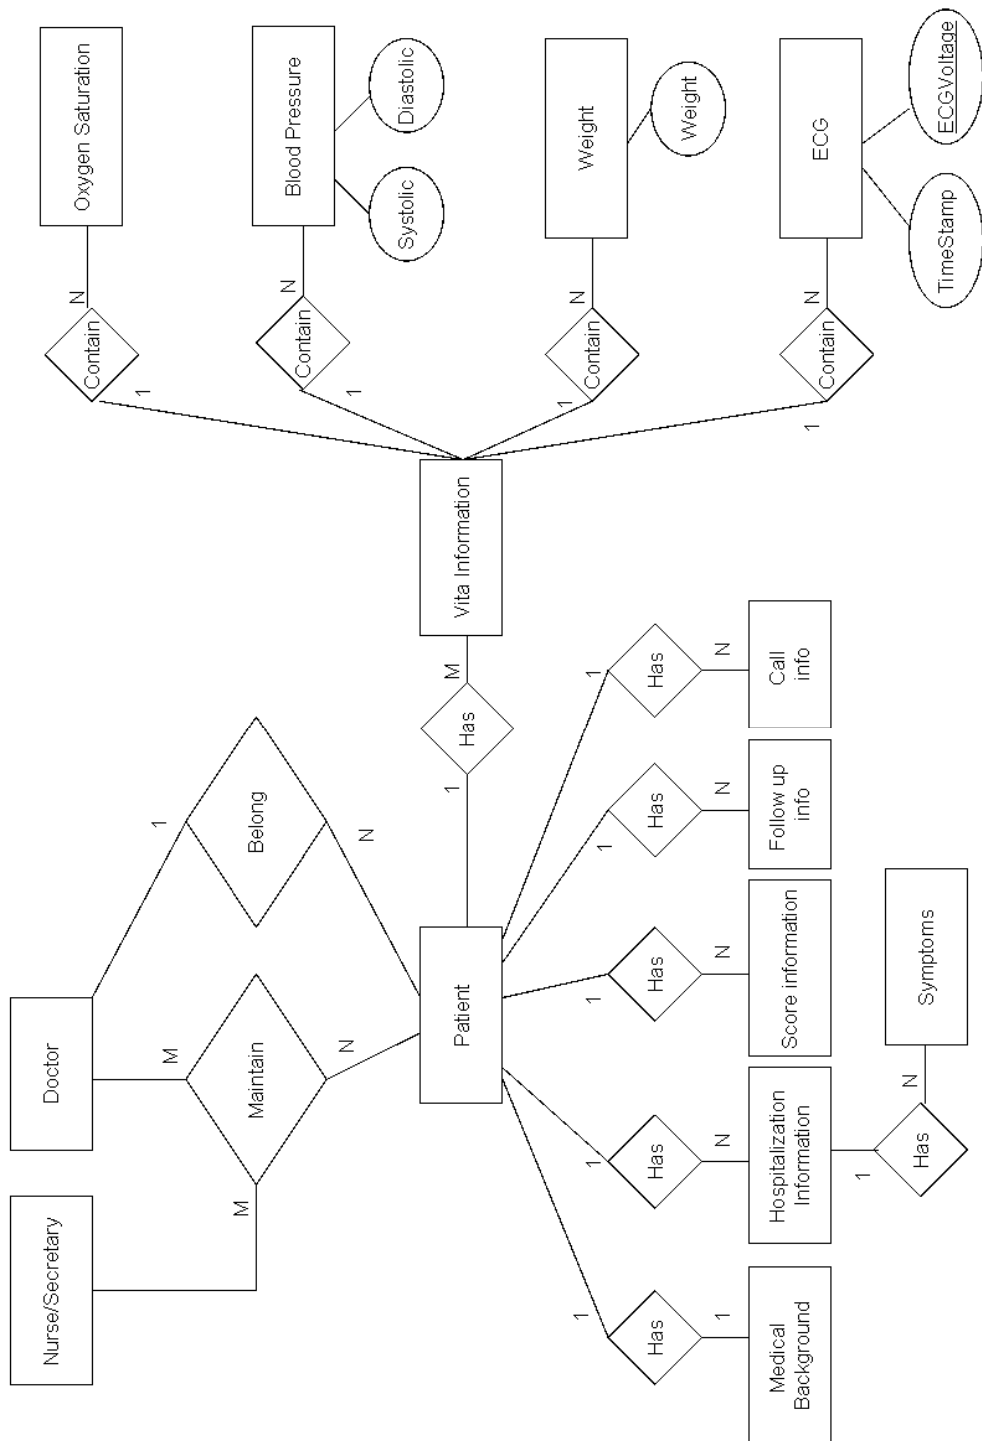 Nurse/Secretary
Doctor
Oxygen Saturation
N
Contain
1
M
1
M
Maintain
Belong
Contain
N
Blood Pressure
N
N
1
Systolic
Diastolic
1
M
Patient
Has
Vita Information
1
Contain
N
Weight
1
1
1
1
1
Has
Has
Has
Has
Has
Weight
1
N
N
N
N
Medical
Background
Hospitalization
Information
Score information
Follow up
info
Call
info
1
Contain
N
ECG
1
N
Has
Symptoms
TimeStamp
ECGVoltage